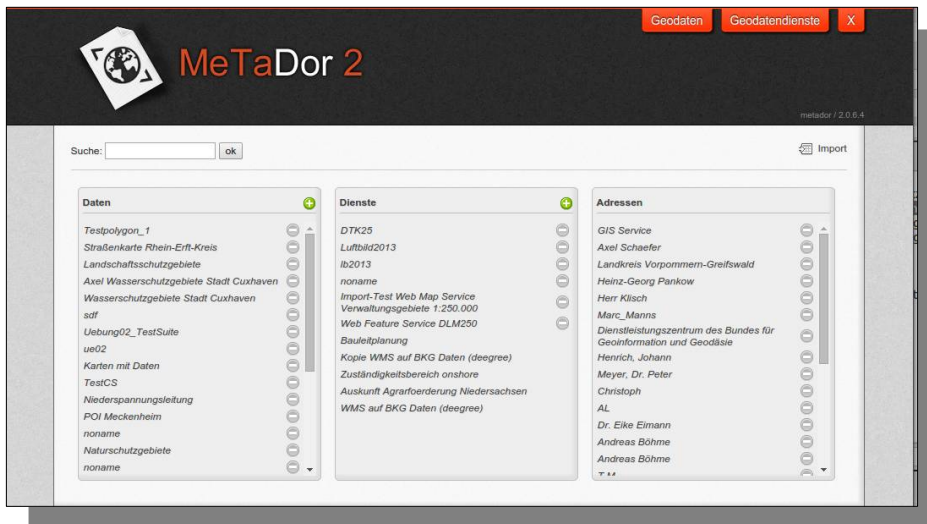 Geodaten
Geodatendienste
X
MeTaDor 2
metador / 2.0.6.4
Suche:
ok
Import
Daten
Testpolygon_1
Straßenkarte Rhein-Erft-Kreis
Landschaftsschutzgebiete
Axel Wasserschutzgebiete Stadt Cuxhaven
Wasserschutzgebiete Stadt Cuxhaven
sdf
Uebung02_TestSuite
ue02
Karten mit Daten
TestCS
Niederspannungsleitung
POI Meckenheim
noname
Naturschutzgebiete
noname
Dienste
DTK25
Luftbild2013
lb2013
noname
Import-Test Web Map Service
Verwaltungsgebiete 1:250.000
Web Feature Service DLM250
Bauleitplanung
Kopie WMS auf BKG Daten (deegree)
Zuständigkeitsbereich onshore
Auskunft Agrarfoerderung Niedersachsen
WMS auf BKG Daten (deegree)
Adressen
GIS Service
Axel Schaefer
Landkreis Vorpommern-Greifswald
Heinz-Georg Pankow
Herr Klisch
Marc_Manns
Dienstleistungszentrum des Bundes für
Geoinformation und Geodäsie
Henrich, Johann
Meyer, Dr. Peter
Christoph
AL
Dr. Eike Eimann
Andreas Böhme
Andreas Böhme